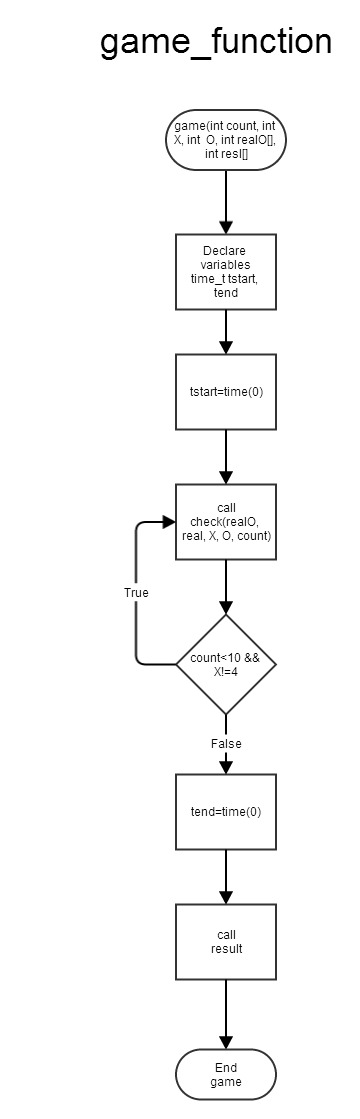 game_function
game(int count, int
X, int O, int realO[],
int resl[]
Declare
variables
time_t tstart,
tend
tstart=time(0)
call
check(realO,
real, X, O, count)
True
count<10 &&
X!=4
False
tend=time(0)
call
result
End
game